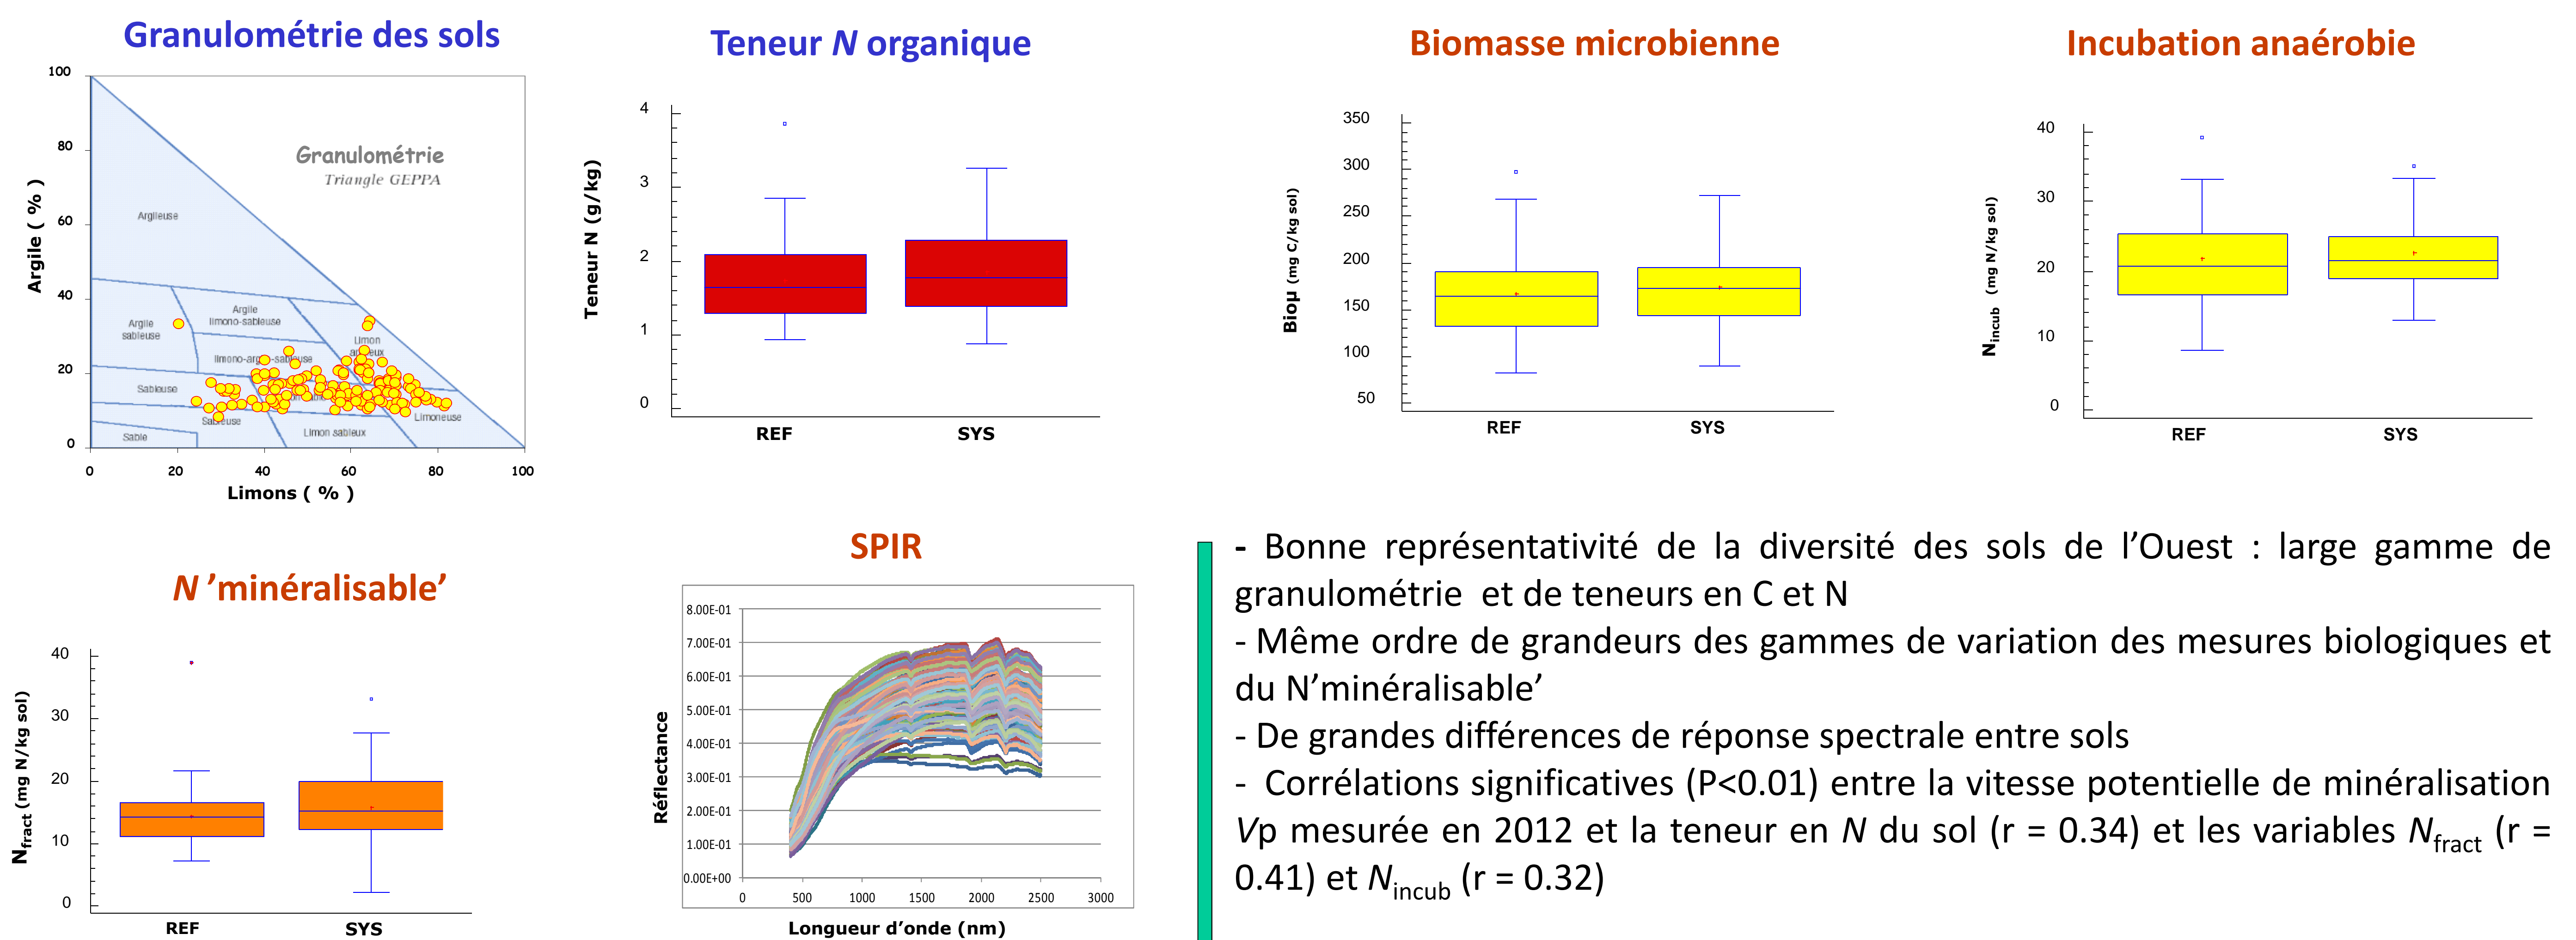 Granulométrie des sols
100
80
60
40
20
0
Argile ( % )
Granulométrie
Triangle GEPPA
Argileuse
Argile
sableuse
Argile
limono-sableuse
Limon
Sableuse
Limoneuse
Limon sableux
Sable
0 20 40 60 80 100
Limons ( % )
Teneur N organique
4
3
2
1
0
Teneur N (g/kg)
REF SYS
Biomasse microbienne
350
300
250
200
150
100
50
Bioµ (mg C/kg sol)
REF SYS
Incubation anaérobie
40
30
20
10
0
Nincub (mg N/kg sol)
REF SYS
N ’minéralisable’
40
30
20
10
0
Nfract (mg N/kg sol)
REF SYS
SPIR
8.00E-01
7.00E-01
6.00E-01
5.00E-01
4.00E-01
3.00E-01
2.00E-01
1.00E-01
0.00E+00
Réflectance
0 500 1000 1500 2000 2500 3000
Longueur d’onde (nm)
- Bonne représentativité de la diversité des sols de l’Ouest : large gamme de
granulométrie et de teneurs en C et N
- Même ordre de grandeurs des gammes de variation des mesures biologiques et
du N’minéralisable’
- De grandes différences de réponse spectrale entre sols
- Corrélations significatives (P<0.01) entre la vitesse potentielle de minéralisation
Vp mesurée en 2012 et la teneur en N du sol (r = 0.34) et les variables Nfract (r =
0.41) et Nincub (r = 0.32)